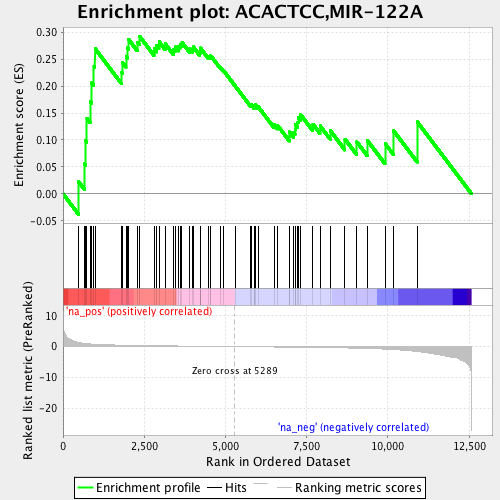 Enrichment plot: ACACTCC,MIR-122A
Enrichment score (ES)
0.30
0.25
0.20
0.15
0.10
0.05
0.00
-0.05
'na_pos' (positively correlated)
Ranked list metric (PreRanked)
10
5
0
-5
-10
-20
Zero cross at 5289
'na_neg' (negatively correlated)
0
2,500
5,000
7,500
10,000
12,500
Rank in Ordered Dataset
Enrichment profile
Hits
Ranking metric scores